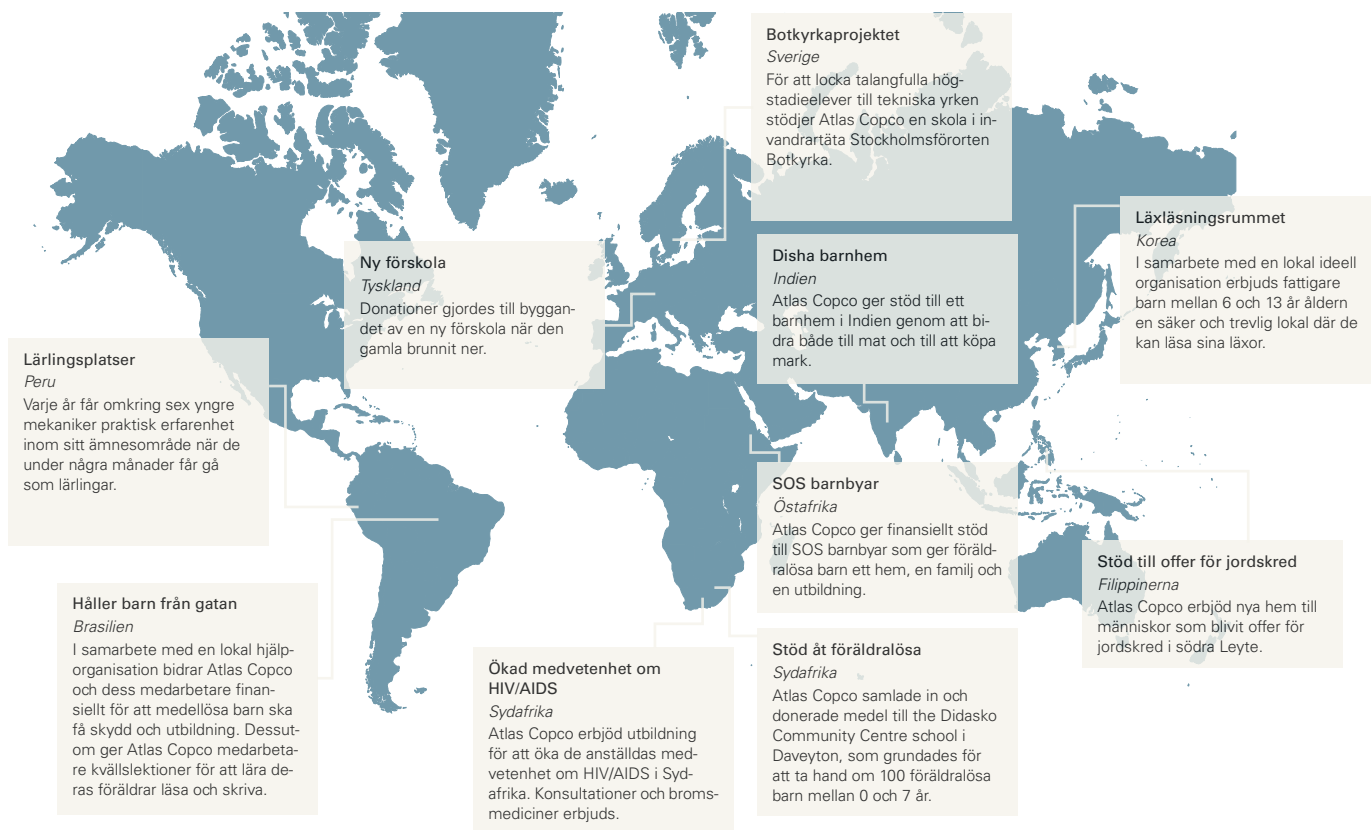 Botkyrkaprojektet
Sverige
För att locka talangfulla hög-
stadieelever till tekniska yrken
stödjer Atlas Copco en skola i in-
vandrartäta Stockholmsförorten
Botkyrka.
Läxläsningsrummet
Korea
I samarbete med en lokal ideell
organisation erbjuds fattigare
barn mellan 6 och 13 år åldern
en säker och trevlig lokal där de
kan läsa sina läxor.
Ny förskola
Tyskland
Donationer gjordes till byggan-
det av en ny förskola när den
gamla brunnit ner.
Disha barnhem
Indien
Atlas Copco ger stöd till ett
barnhem i Indien genom att bi-
dra både till mat och till att köpa
mark.
Lärlingsplatser
Peru
Varje år får omkring sex yngre
mekaniker praktisk erfarenhet
inom sitt ämnesområde när de
under några månader får gå
som lärlingar.
SOS barnbyar
Östafrika
Atlas Copco ger finansiellt stöd
till SOS barnbyar som ger föräld-
ralösa barn ett hem, en familj och
en utbildning.
Stöd till offer för jordskred
Filippinerna
Atlas Copco erbjöd nya hem till
människor som blivit offer för
jordskred i södra Leyte.
Håller barn från gatan
Brasilien
I samarbete med en lokal hjälp-
organisation bidrar Atlas Copco
och dess medarbetare finan-
siellt för att medellösa barn ska
få skydd och utbildning. Dessut-
om ger Atlas Copco medarbeta-
re kvällslektioner för att lära de-
ras föräldrar läsa och skriva.
Ökad medvetenhet om
HIV/AIDS
Sydafrika
Atlas Copco erbjöd utbildning
för att öka de anställdas med-
vetenhet om HIV/AIDS i Syd-
afrika. Konsultationer och broms-
mediciner erbjuds.
Stöd åt föräldralösa
Sydafrika
Atlas Copco samlade in och
donerade medel till the Didasko
Community Centre school i
Daveyton, som grundades för
att ta hand om 100 föräldralösa
barn mellan 0 och 7 år.